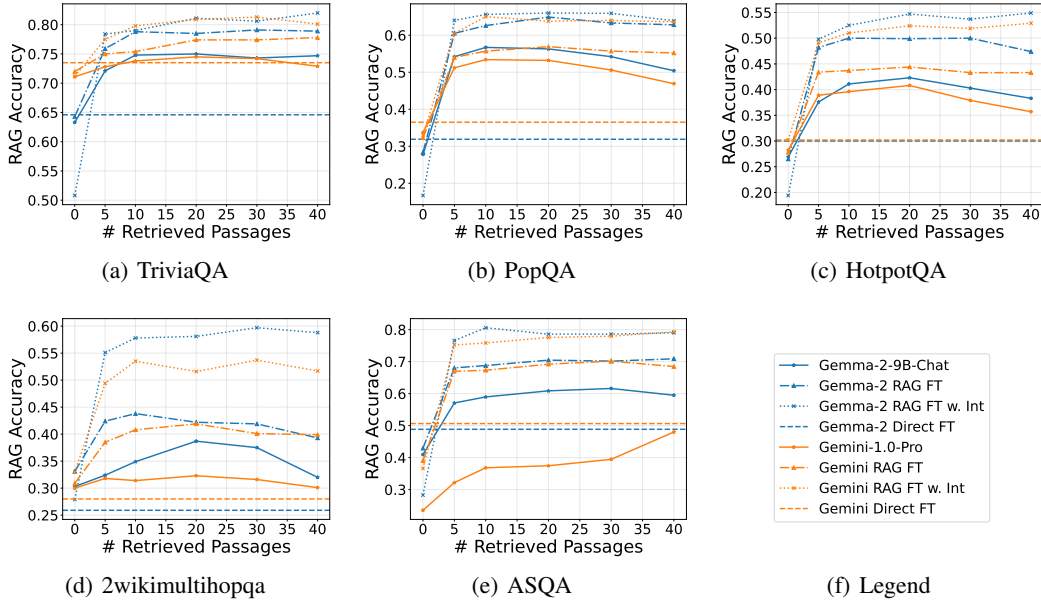 RAG Accuracy
0.80
0.75
0.70
0.65
0.60
0.55
0.50
0 5 10 15 20 25 30 35 40
# Retrieved Passages
(a) TriviaQA
RAG Accuracy
0.6
0.5
0.4
0.3
0.2
0 5 10 15 20 25 30 35 40
# Retrieved Passages
(b) PopQA
RAG Accuracy
0.55
0.50
0.45
0.40
0.35
0.30
0.25
0.20
0 5 10 15 20 25 30 35 40
# Retrieved Passages
(c) HotpotQA
RAG Accuracy
0.60
0.55
0.50
0.45
0.40
0.35
0.30
0.25
0 5 10 15 20 25 30 35 40
# Retrieved Passages
(d) 2wikimultihopqa
RAG Accuracy
0.8
0.7
0.6
0.5
0.4
0.3
0 5 10 15 20 25 30 35 40
# Retrieved Passages
(e) ASQA
Gemma-2-9B-Chat
Gemma-2 RAG FT
Gemma-2 RAG FT w. Int
Gemma-2 Direct FT
Gemini-1.0-Pro
Gemini RAG FT
Gemini RAG FT w. Int
Gemini Direct FT
(f) Legend